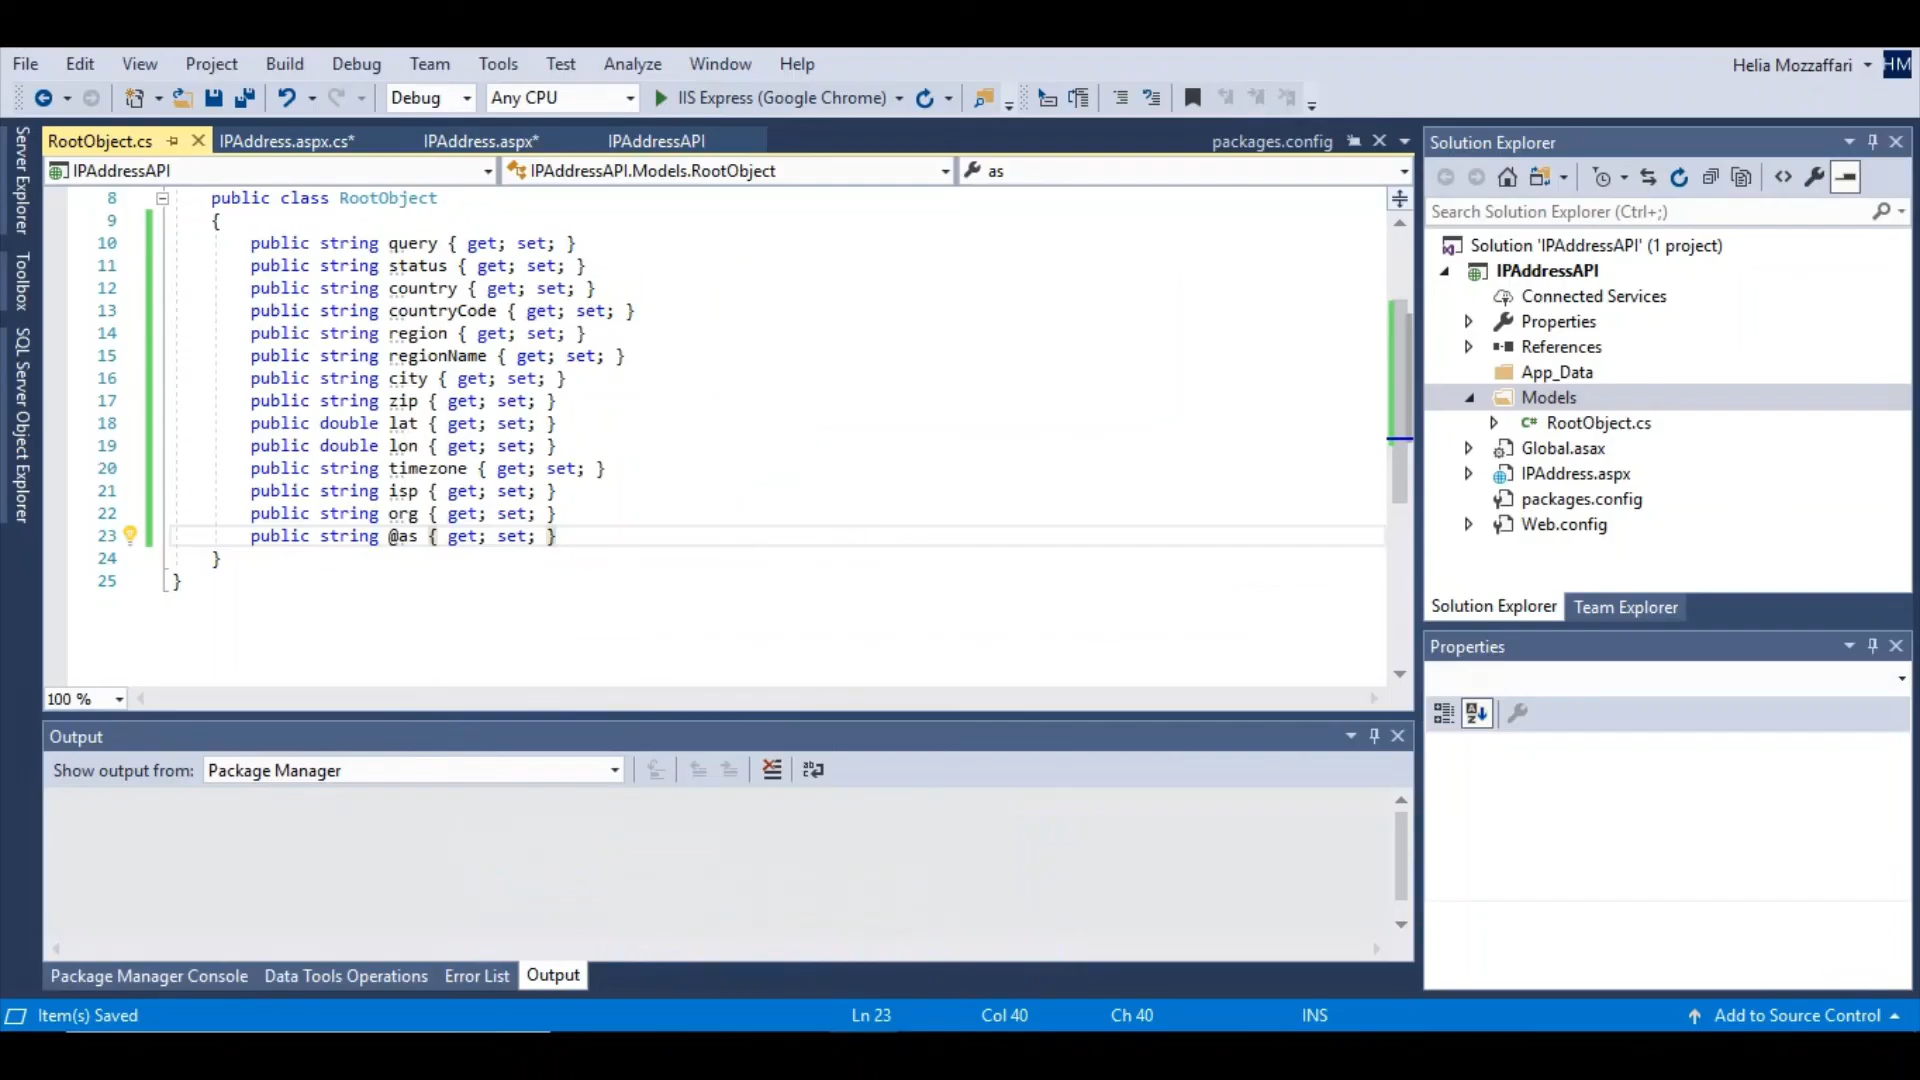 File Edit View Project Build Debug Team Tools Test Analyze Window Help Helia Mozzaffari HM
Debug Any CPU IIS Express (Google Chrome)
Server Explorer
Toolbox
SQL Server Object Explorer
RootObject.cs IPAddress.aspx.cs* IPAddress.aspx* IPAddressAPI packages.config
IPAddressAPI IPAddressAPI.Models.RootObject as
8 public class RootObject
9 {
10 public string query { get; set; }
11 public string status { get; set; }
12 public string country { get; set; }
13 public string countryCode { get; set; }
14 public string region { get; set; }
15 public string regionName { get; set; }
16 public string city { get; set; }
17 public string zip { get; set; }
18 public double lat { get; set; }
19 public double lon { get; set; }
20 public string timezone { get; set; }
21 public string isp { get; set; }
22 public string org { get; set; }
23 public string @as { get; set; }
24 }
25 }
100 %
Output
Show output from: Package Manager
Package Manager Console Data Tools Operations Error List Output
Solution Explorer
Search Solution Explorer (Ctrl+;)
Solution 'IPAddressAPI' (1 project)
IPAddressAPI
Connected Services
Properties
References
App_Data
Models
C# RootObject.cs
Global.asax
IPAddress.aspx
packages.config
Web.config
Solution Explorer Team Explorer
Properties
Item(s) Saved Ln 23 Col 40 Ch 40 INS Add to Source Control